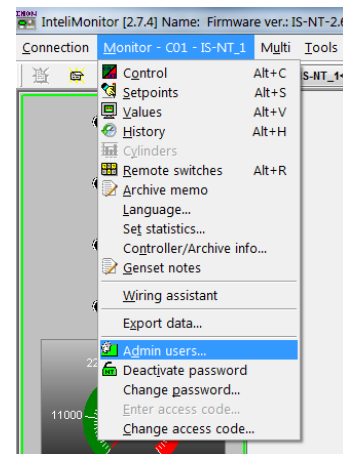 InteliMonitor [2.7.4] Name: Firmware ver.: IS-NT-2.6
Connection Monitor - C01 - IS-NT_1 Multi Tools
S-NT_1
Control Alt+C
Setpoints Alt+S
Values Alt+V
History Alt+H
Cylinders
Remote switches Alt+R
Archive memo
Language...
Set statistics...
Controller/Archive info...
Genset notes
Wiring assistant
Export data...
Admin users...
22
Deactivate password
Change password...
11000
Enter access code...
Change access code...